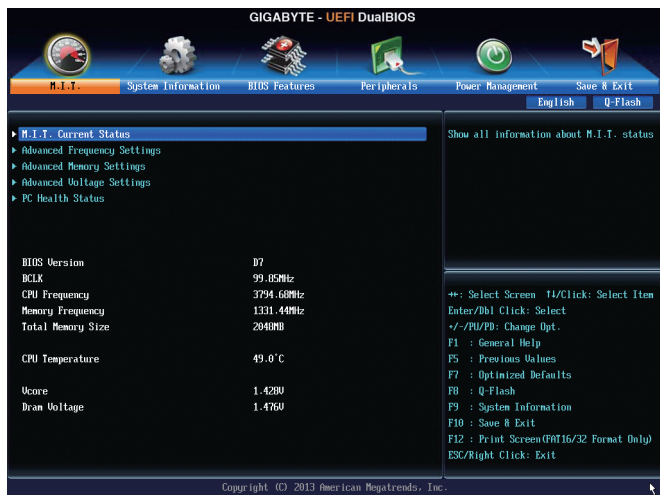 GIGABYTE - UEFI DualBIOS
M.I.T. System Information BIOS Features Peripherals Power Management Save & Exit
English Q-Flash
M.I.T. Current Status
Advanced Frequency Settings
Advanced Memory Settings
Advanced Voltage Settings
PC Health Status
BIOS Version D7
BCLK 99.85MHz
CPU Frequency 3794.68MHz
Memory Frequency 1331.44MHz
Total Memory Size 2048MB
CPU Temperature 49.0°C
Vcore 1.428V
Dram Voltage 1.476V
Show all information about M.I.T. status
→←: Select Screen ↑↓/Click: Select Item
Enter/Dbl Click: Select
+/-/PU/PD: Change Opt.
F1 : General Help
F5 : Previous Values
F7 : Optimized Defaults
F8 : Q-Flash
F9 : System Information
F10 : Save & Exit
F12 : Print Screen(FAT16/32 Format Only)
ESC/Right Click: Exit
Copyright (C) 2013 American Megatrends, Inc.